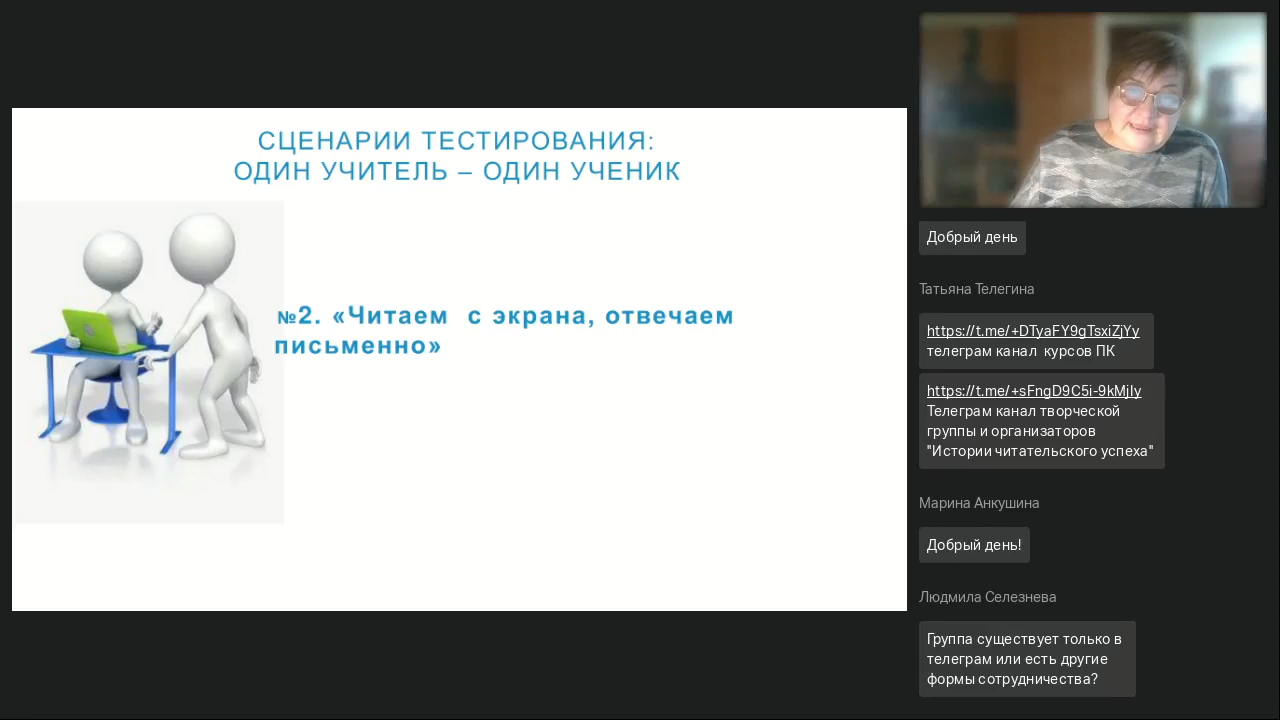 СЦЕНАРИИ ТЕСТИРОВАНИЯ:
ОДИН УЧИТЕЛЬ – ОДИН УЧЕНИК
№2. «Читаем с экрана, отвечаем
письменно»
Добрый день
Татьяна Телегина
https://t.me/+DTyaFY9gTsxiZjYy
телеграм канал курсов ПК
https://t.me/+sFngD9C5i-9kMjIy
Телеграм канал творческой
группы и организаторов
"Истории читательского успеха"
Марина Анкушина
Добрый день!
Людмила Селезнева
Группа существует только в
телеграм или есть другие
формы сотрудничества?